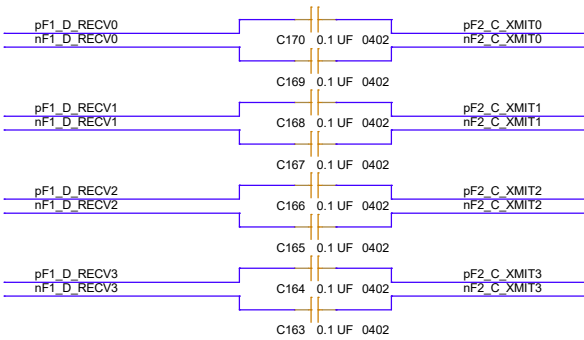 pF1_D_RECV0 pF2_C_XMIT0
nF1_D_RECV0 C170 0.1 UF 0402 nF2_C_XMIT0
C169 0.1 UF 0402
pF1_D_RECV1 pF2_C_XMIT1
nF1_D_RECV1 C168 0.1 UF 0402 nF2_C_XMIT1
C167 0.1 UF 0402
pF1_D_RECV2 pF2_C_XMIT2
nF1_D_RECV2 C166 0.1 UF 0402 nF2_C_XMIT2
C165 0.1 UF 0402
pF1_D_RECV3 pF2_C_XMIT3
nF1_D_RECV3 C164 0.1 UF 0402 nF2_C_XMIT3
C163 0.1 UF 0402